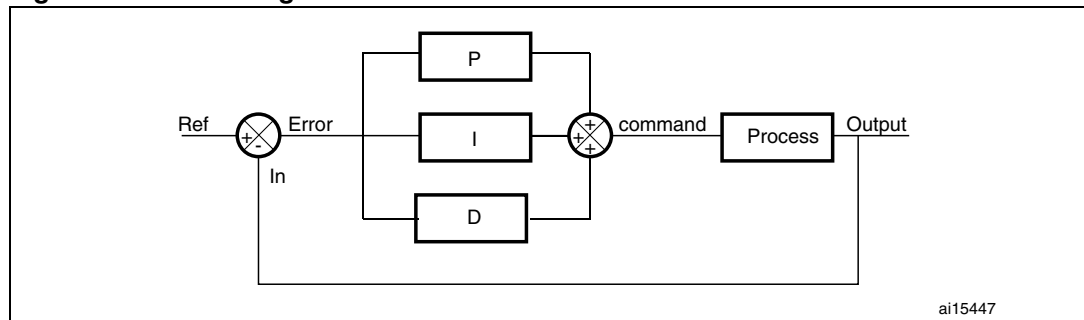 P
Ref
+
-
Error
I
+
+
+
command
Process
Output
In
D
ai15447